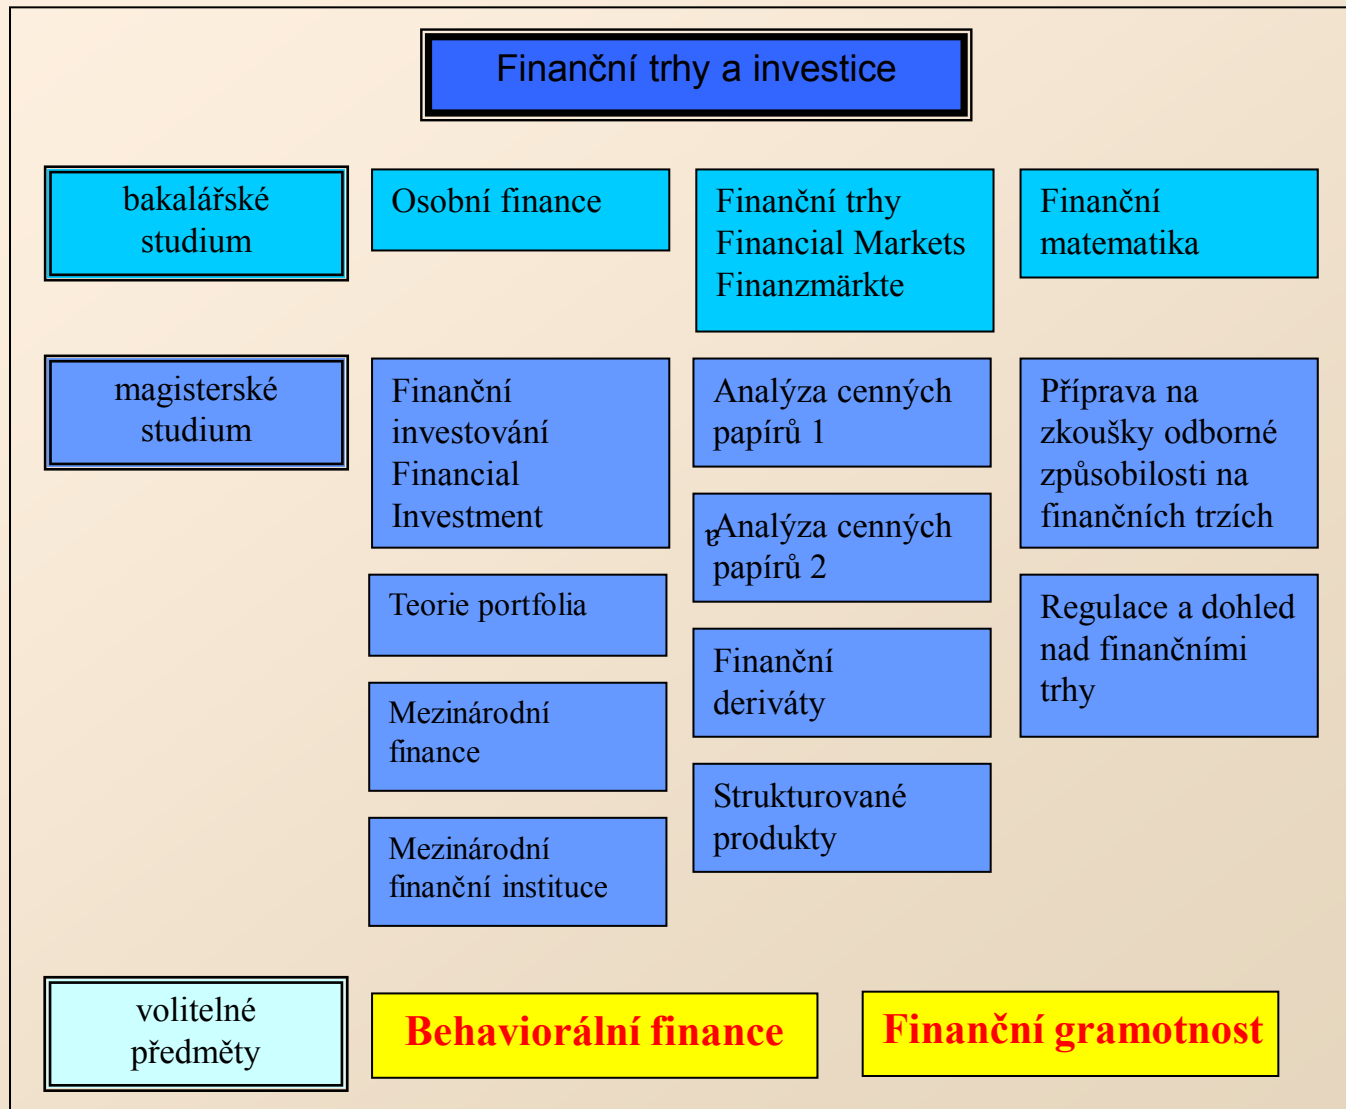 Finanční trhy a investice
bakalářské
studium
Osobní finance
Finanční trhy
Financial Markets
Finanzmärkte
Finanční
matematika
magisterské
studium
Finanční
investování
Financial
Investment
Analýza cenných
papírů 1
Příprava na
zkoušky odborné
způsobilosti na
finančních trzích
Analýza cenných
papírů 2
Teorie portfolia
Regulace a dohled
nad finančními
trhy
Finanční
deriváty
Mezinárodní
finance
Strukturované
produkty
Mezinárodní
finanční instituce
volitelné
předměty
Behaviorální finance
Finanční gramotnost